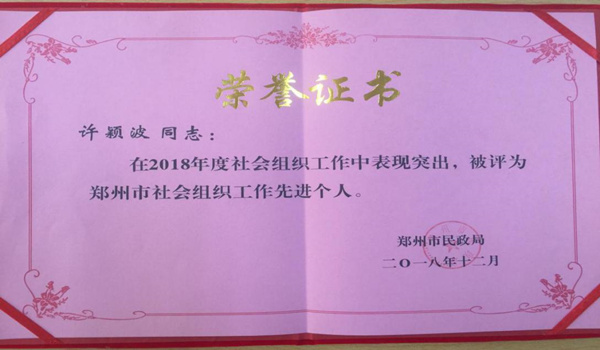 荣誉证书
许颖波 同志：
在2018年度社会组织工作中表现突出，被评为
郑州市社会组织工作先进个人。
郑州市民政局
二〇一八年十二月